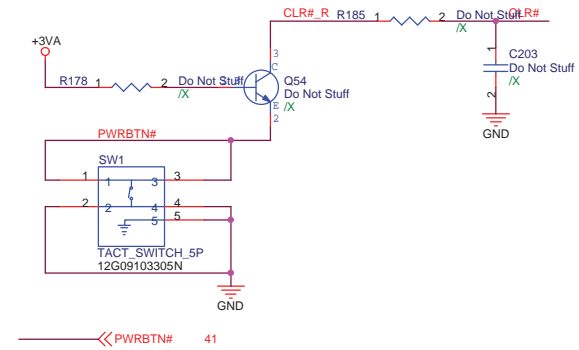 CLR#_R R185 1 2 Do Not Stuff CLR#
/X
+3VA
3
C
1
C203
Do Not Stuff
/X
2
GND
R178 1 2 Do Not Stuff
/X
Q54
Do Not Stuff
/X
E
2
PWRBTN#
SW1
1 1 3 3
2 2 4 4
5 5
TACT_SWITCH_5P
12G09103305N
GND
PWRBTN# 41